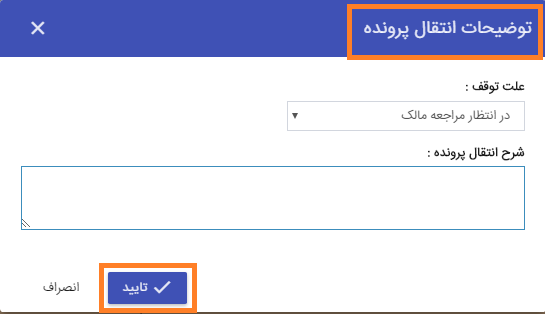 توضیحات انتقال پرونده
علت توقف :
در انتظار مراجعه مالک
شرح انتقال پرونده :
تایید
انصراف